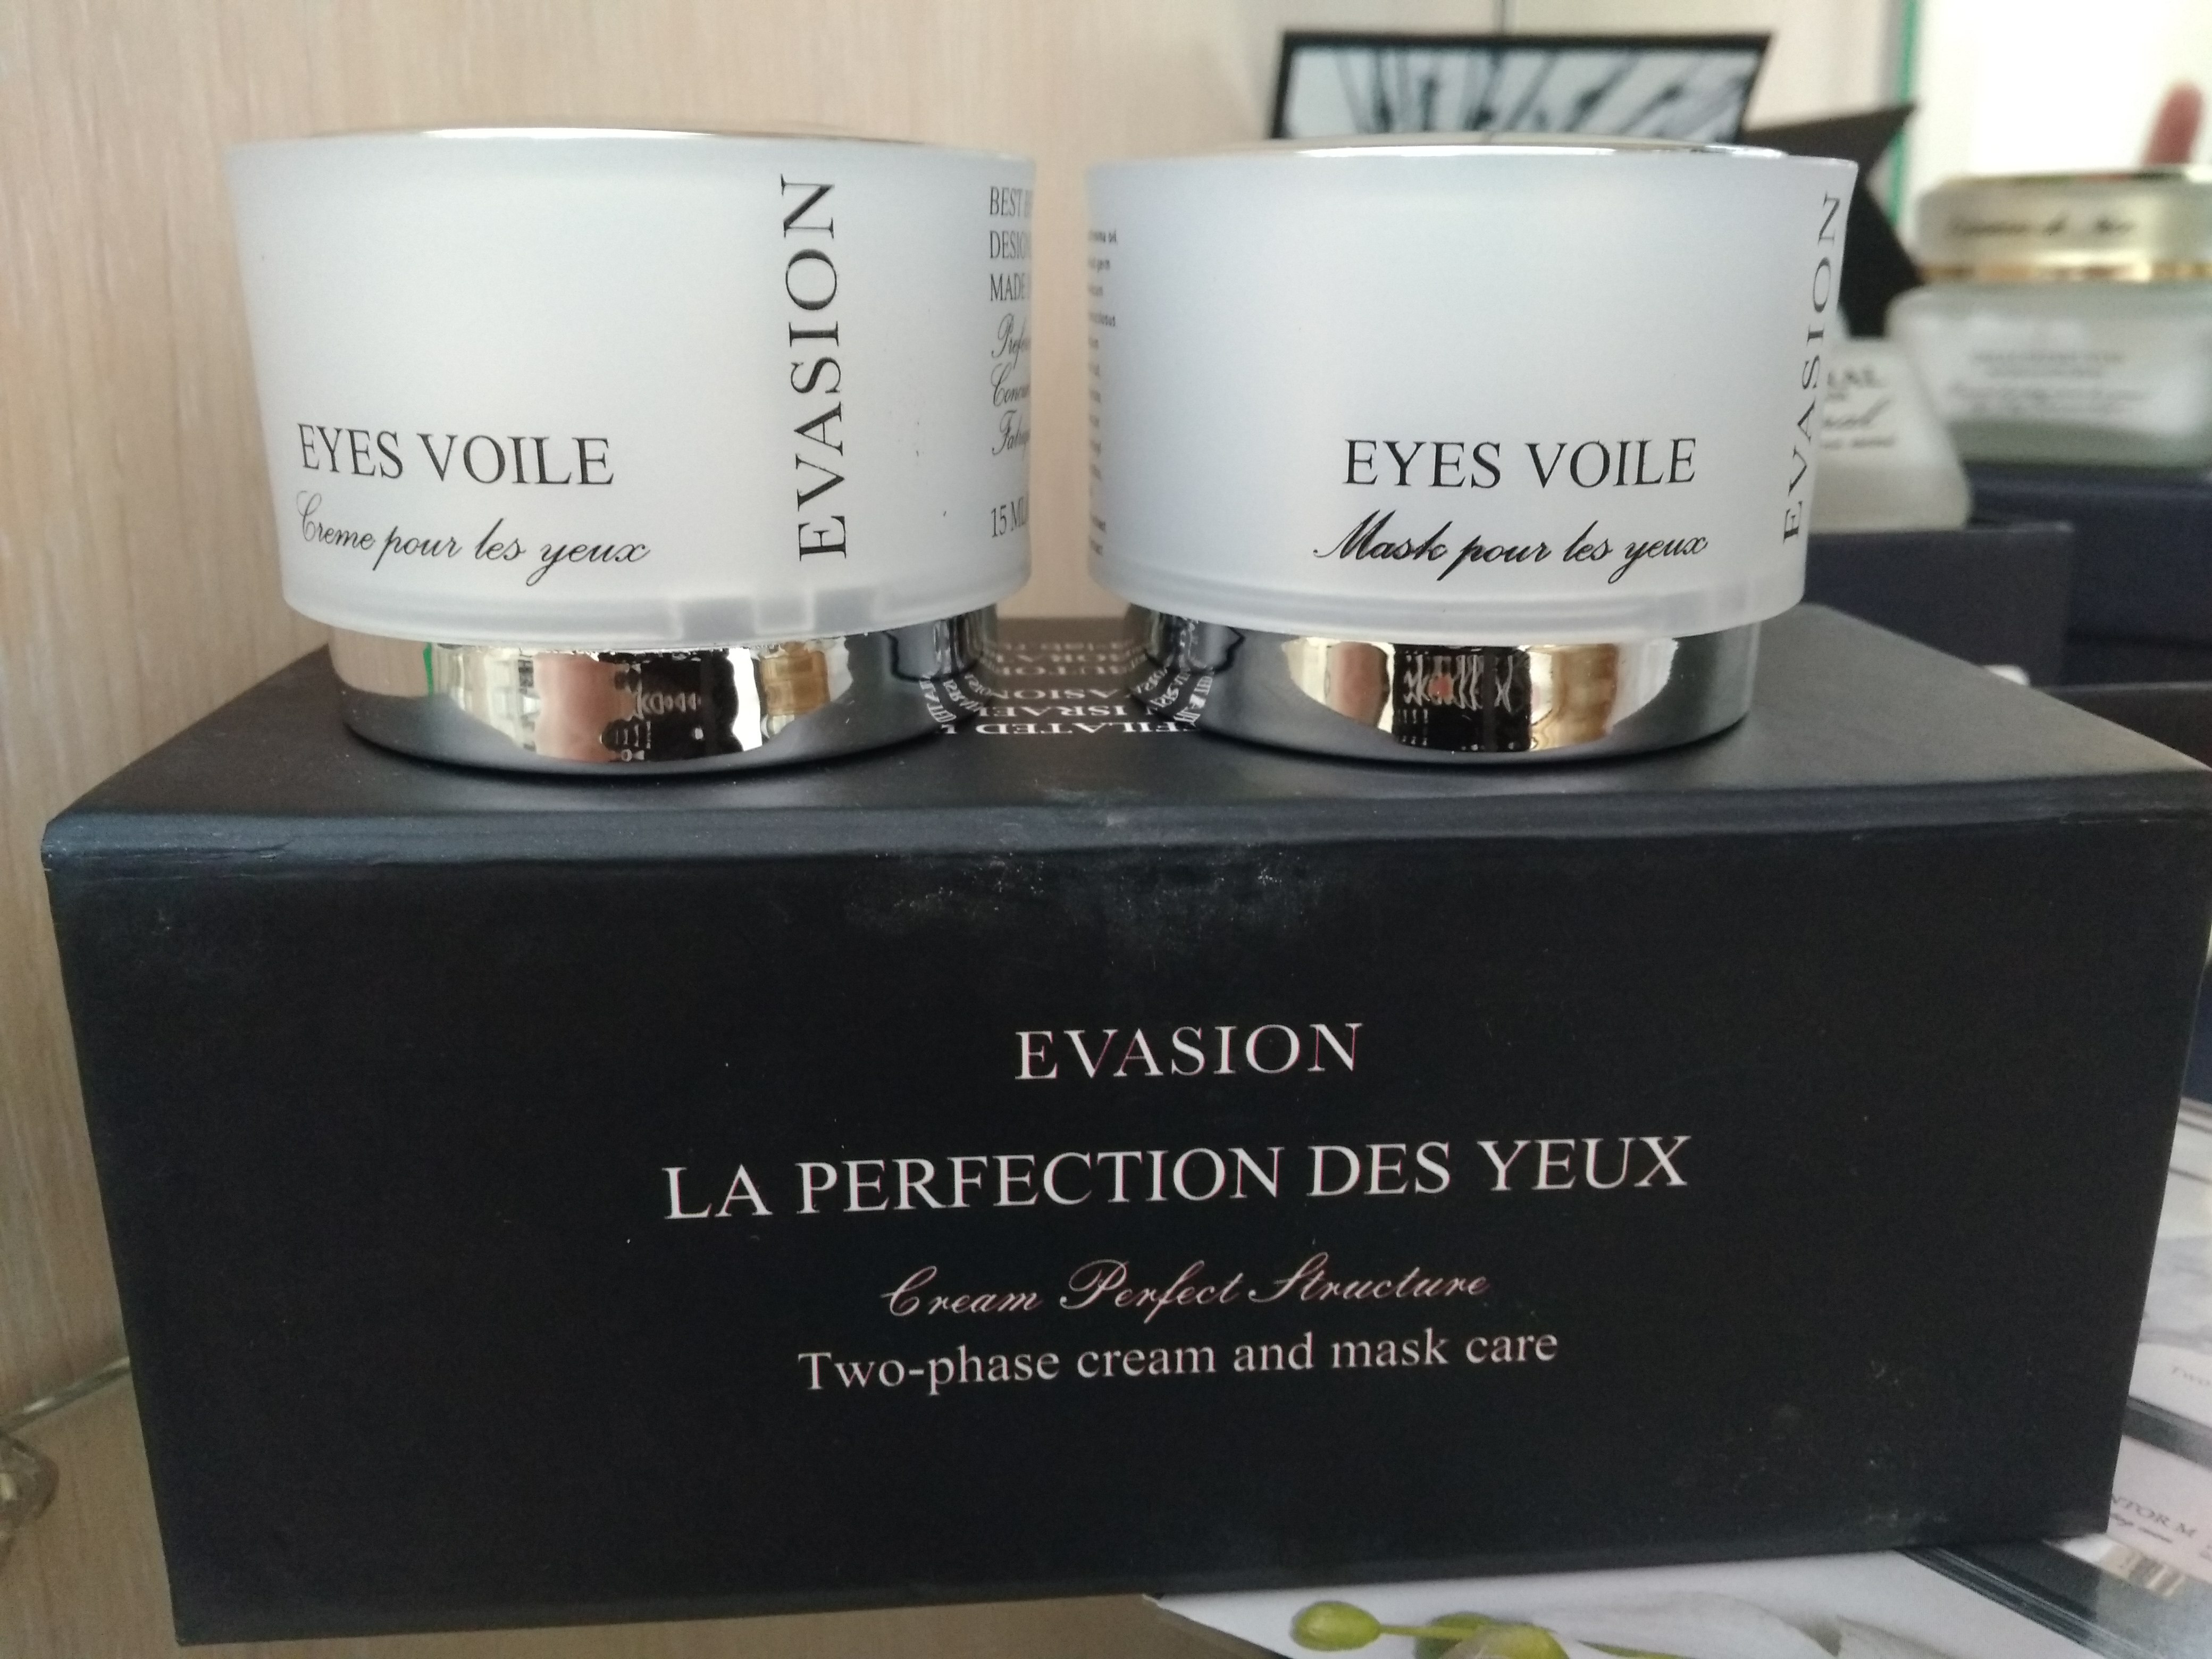 EYES VOILE
Creme pour les yeux
EVASION
BEST
MADE
15 ML
EYES VOILE
Mask pour les yeux
EVASION
EVASION
LA PERFECTION DES YEUX
Cream Perfect Structure
Two-phase cream and mask care